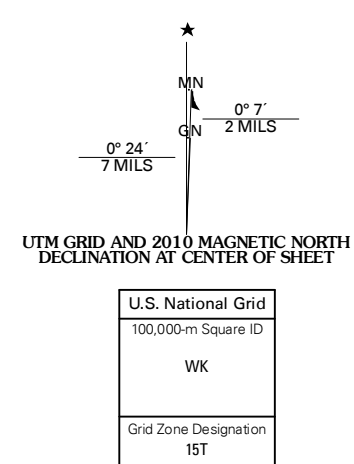 ★
MN
0° 7´
2 MILS
GN
0° 24´
7 MILS
UTM GRID AND 2010 MAGNETIC NORTH
DECLINATION AT CENTER OF SHEET
U.S. National Grid
100,000-m Square ID
WK
Grid Zone Designation
15T